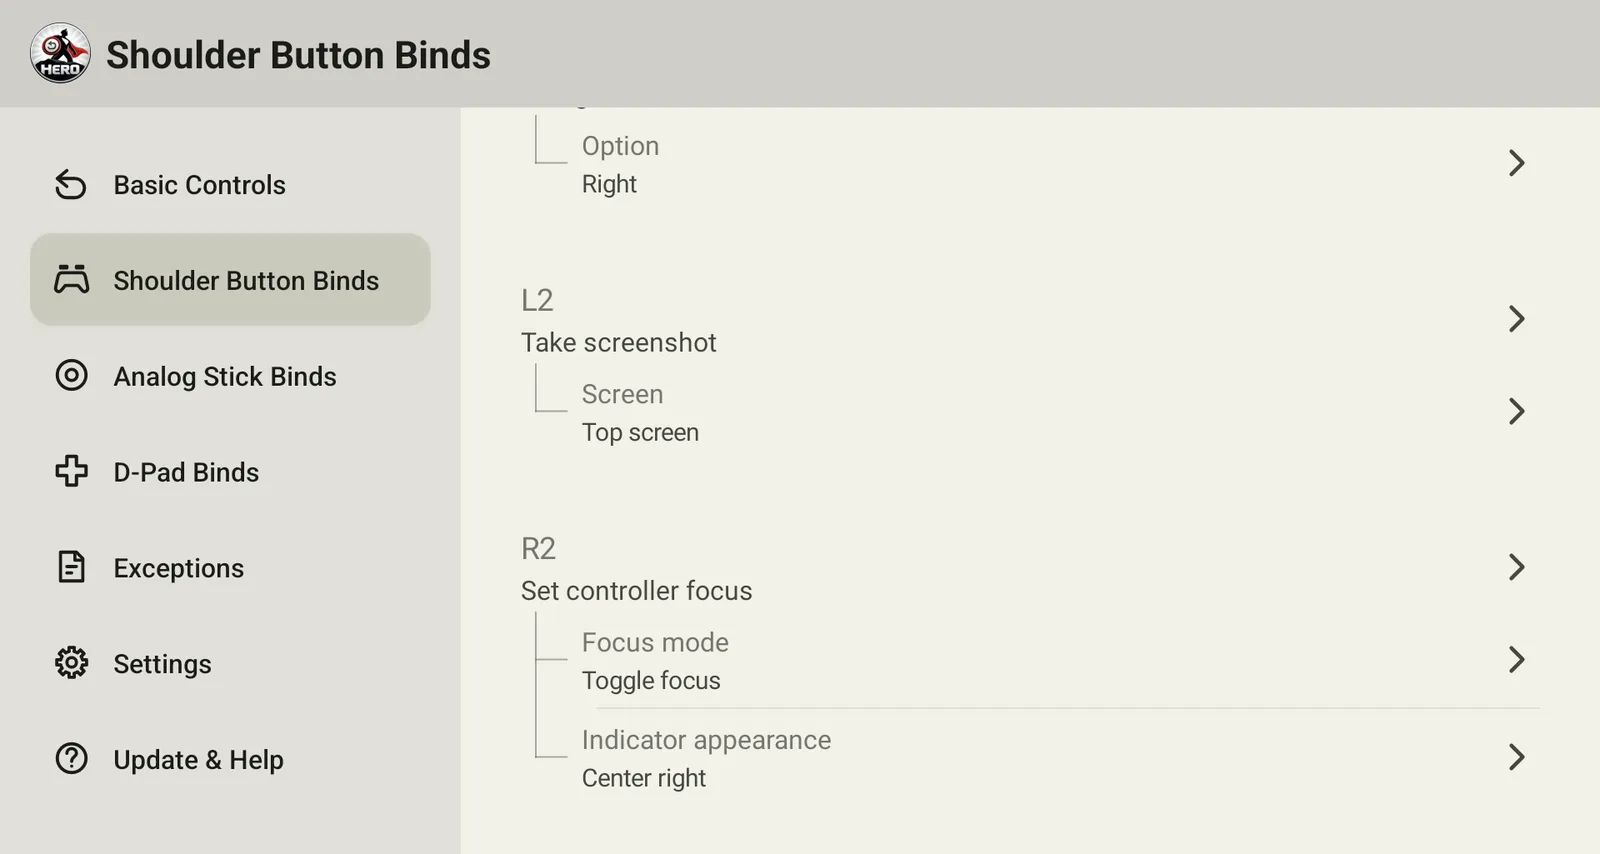 HERO
Shoulder Button Binds
Basic Controls
Shoulder Button Binds
Analog Stick Binds
D-Pad Binds
Exceptions
Settings
Update & Help
Option
Right
L2
Take screenshot
Screen
Top screen
R2
Set controller focus
Focus mode
Toggle focus
Indicator appearance
Center right